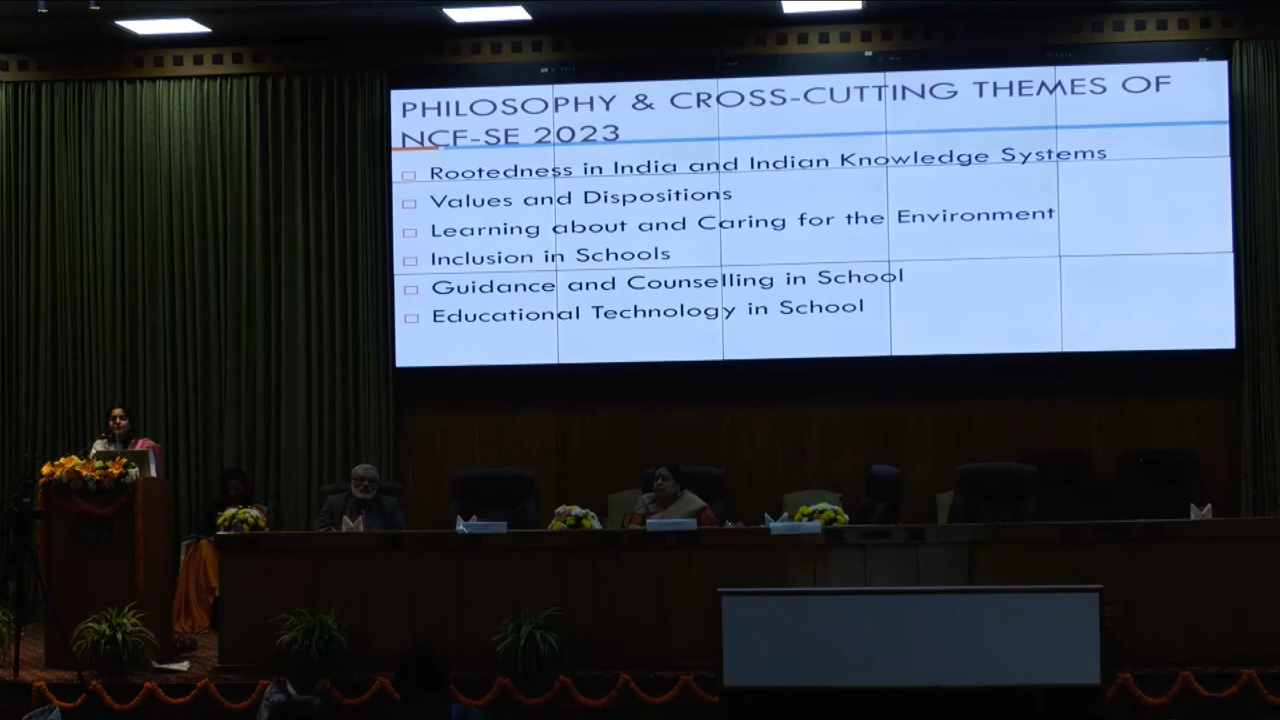 PHILOSOPHY & CROSS-CUTTING THEMES OF
NCF-SE 2023
Rootedness in India and Indian Knowledge Systems
Values and Dispositions
Learning about and Caring for the Environment
Inclusion in Schools
Guidance and Counselling in School
Educational Technology in School